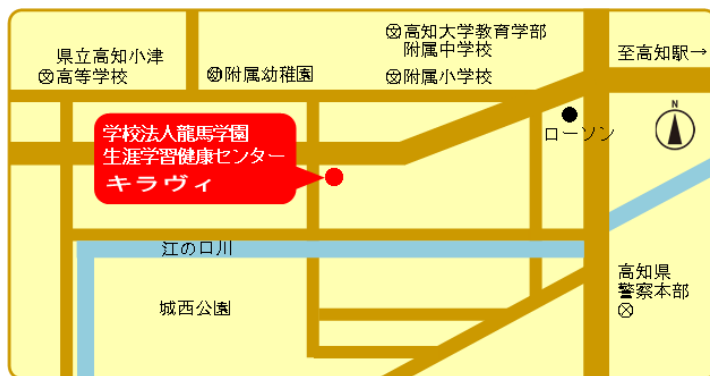 県立高知小津
高等学校
附属幼稚園
高知大学教育学部
附属中学校
附属小学校
至高知駅→
N
ローソン
学校法人龍馬学園
生涯学習健康センター
キラヴィ
江の口川
城西公園
高知県
警察本部